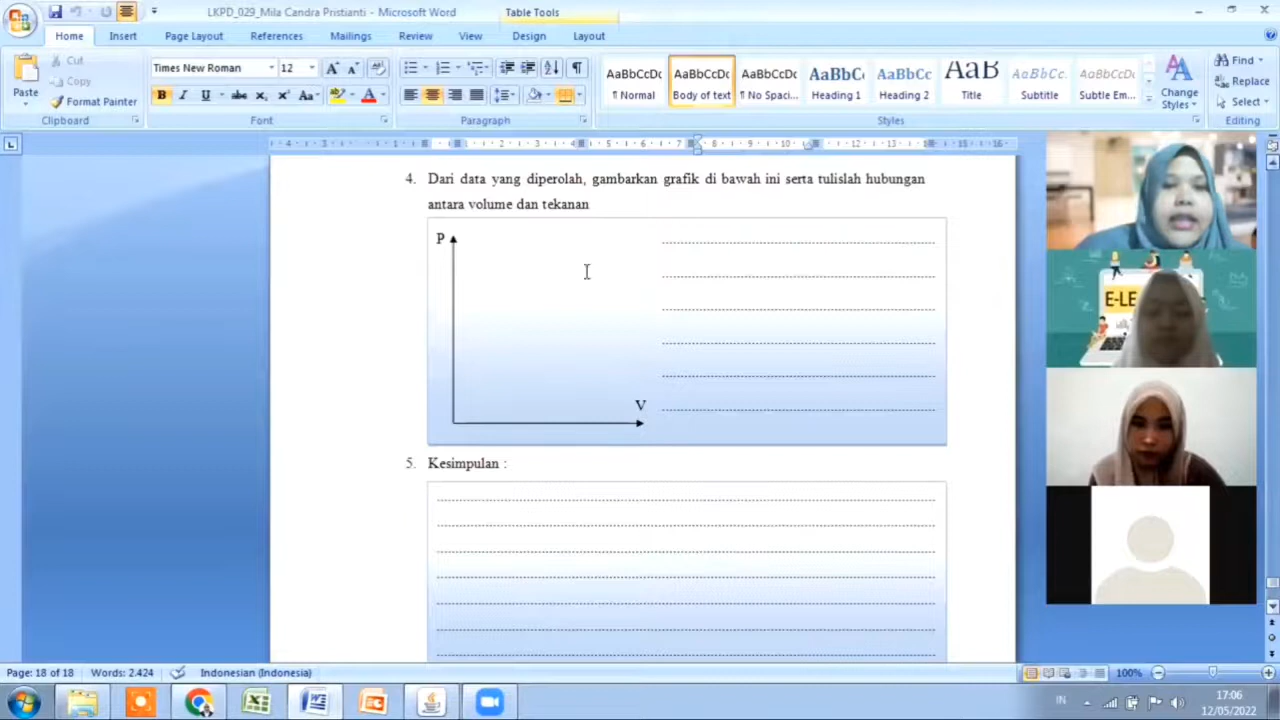 LKPD_029_Mila Candra Pristianti - Microsoft Word
Table Tools
Home
Insert
Page Layout
References
Mailings
Review
View
Design
Layout
Paste
Cut
Copy
Format Painter
Clipboard
Times New Roman
12
Font
Paragraph
AaBbCcDc
¶ Normal
AaBbCcDc
Body of text
AaBbCcDc
¶ No Spaci...
AaBbCc
Heading 1
AaBbCc
Heading 2
AaB
Title
AaBbCcDc
Subtitle
AaBbCcDc
Subtle Em...
Change
Styles
Styles
Find
Replace
Select
Editing
4. Dari data yang diperolah, gambarkan grafik di bawah ini serta tulislah hubungan
antara volume dan tekanan
P
V
5. Kesimpulan :
E-LE
Page: 18 of 18
Words: 2.424
Indonesian (Indonesia)
100%
IN
17:06
12/05/2022